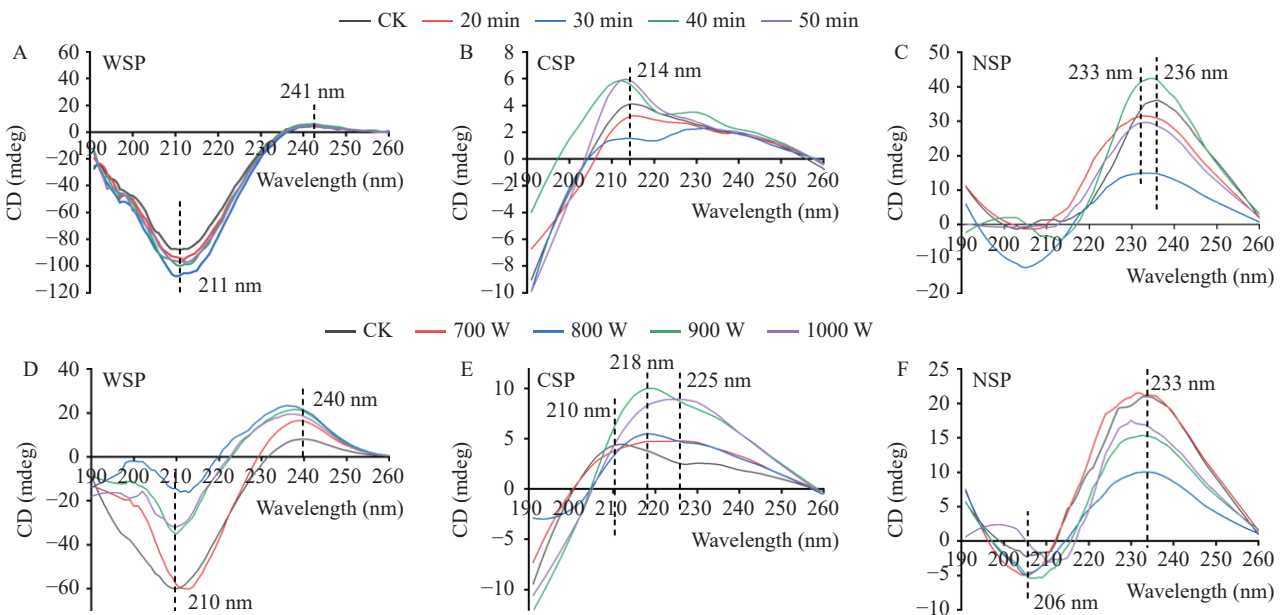 CK 20 min 30 min 40 min 50 min
A WSP
60
40
20
0
−20
−40
−60
−80
−100
−120
CD (mdeg)
190 200 210 220 230 240 250 260
Wavelength (nm)
241 nm
211 nm
B CSP
8
6
4
2
0
−2
−4
−6
−8
−10
CD (mdeg)
190 200 210 220 230 240 250 260
Wavelength (nm)
214 nm
C NSP
50
40
30
20
10
0
−10
−20
CD (mdeg)
190 200 210 220 230 240 250 260
Wavelength (nm)
233 nm 236 nm
CK 700 W 800 W 900 W 1000 W
D WSP
40
20
0
−20
−40
−60
CD (mdeg)
190 200 210 220 230 240 250 260
Wavelength (nm)
240 nm
210 nm
E CSP
10
5
0
−5
−10
CD (mdeg)
190 200 210 220 230 240 250 260
Wavelength (nm)
218 nm
225 nm
210 nm
F NSP
25
20
15
10
5
0
−5
−10
CD (mdeg)
190 200 210 220 230 240 250 260
Wavelength (nm)
233 nm
206 nm